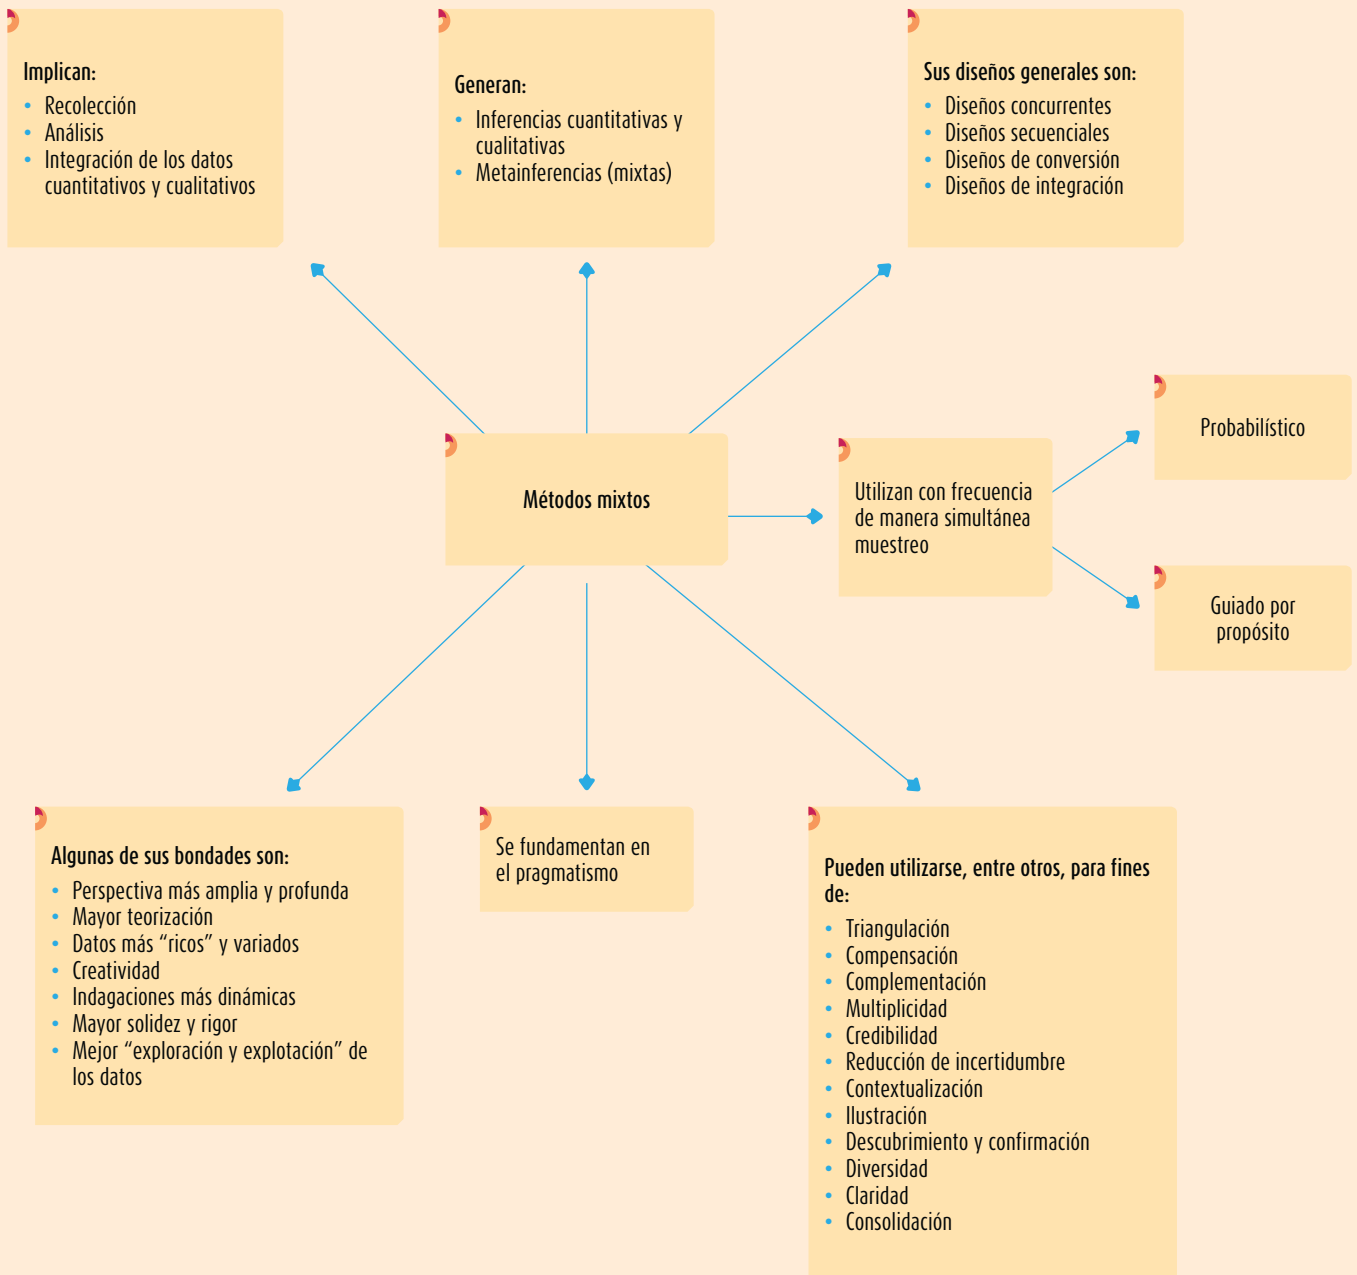 Implican:
• Recolección
• Análisis
• Integración de los datos
cuantitativos y cualitativos
Generan:
• Inferencias cuantitativas y
cualitativas
• Metainferencias (mixtas)
Sus diseños generales son:
• Diseños concurrentes
• Diseños secuenciales
• Diseños de conversión
• Diseños de integración
Métodos mixtos
Utilizan con frecuencia
de manera simultánea
muestreo
Probabilístico
Guiado por
propósito
Algunas de sus bondades son:
• Perspectiva más amplia y profunda
• Mayor teorización
• Datos más “ricos” y variados
• Creatividad
• Indagaciones más dinámicas
• Mayor solidez y rigor
• Mejor “exploración y explotación” de
los datos
Se fundamentan en
el pragmatismo
Pueden utilizarse, entre otros, para fines
de:
• Triangulación
• Compensación
• Complementación
• Multiplicidad
• Credibilidad
• Reducción de incertidumbre
• Contextualización
• Ilustración
• Descubrimiento y confirmación
• Diversidad
• Claridad
• Consolidación